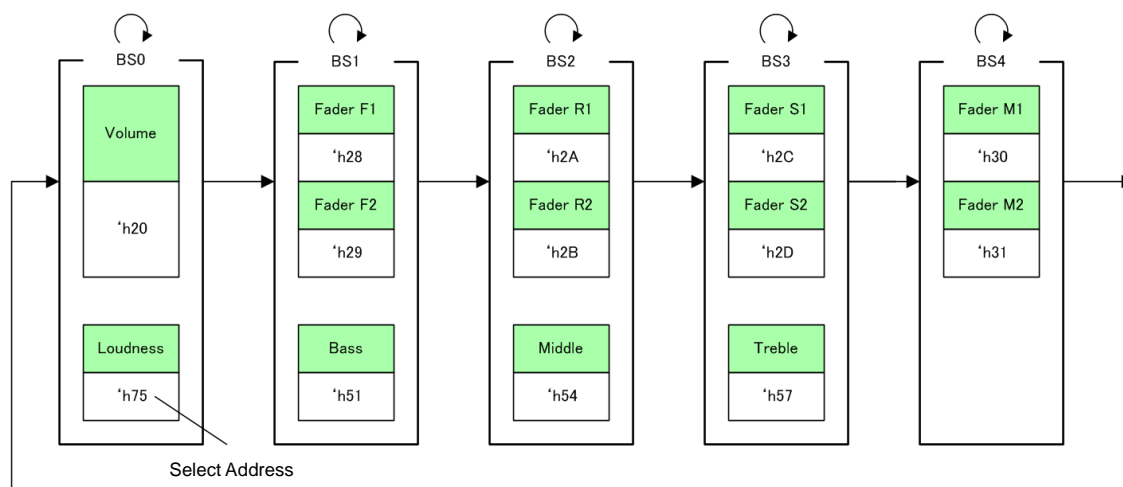 BS0
Volume
‘h20
Loudness
‘h75
Select Address
BS1
Fader F1
‘h28
Fader F2
‘h29
Bass
‘h51
BS2
Fader R1
‘h2A
Fader R2
‘h2B
Middle
‘h54
BS3
Fader S1
‘h2C
Fader S2
‘h2D
Treble
‘h57
BS4
Fader M1
‘h30
Fader M2
‘h31